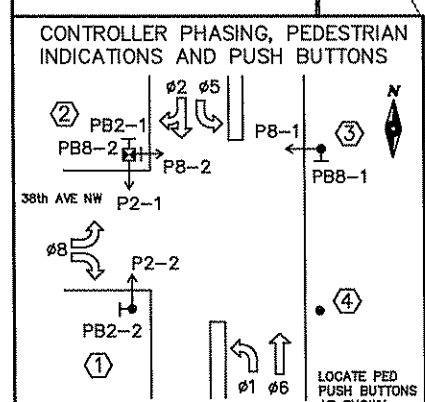 CONTROLLER PHASING, PEDESTRIAN
INDICATIONS AND PUSH BUTTONS
ø2 ø5
N
2
PB2-1
P8-1
3
PB8-2
P8-2
PB8-1
38th AVE NW
P2-1
ø8
P2-2
4
PB2-2
1
ø1 ø6
LOCATE PED
PUSH BUTTONS